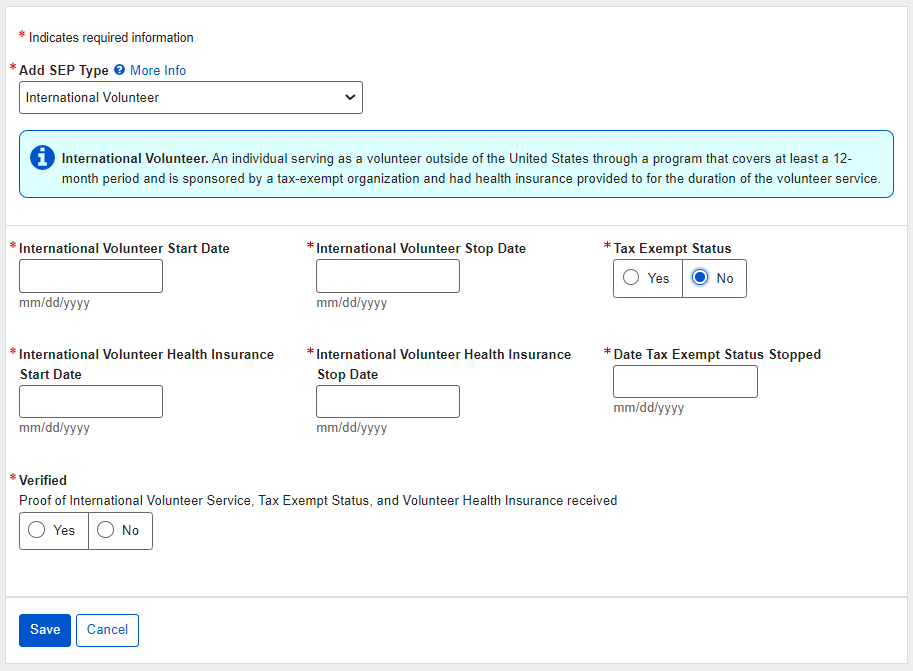 * Indicates required information
* Add SEP Type ? More Info
International Volunteer
i International Volunteer. An individual serving as a volunteer outside of the United States through a program that covers at least a 12-
month period and is sponsored by a tax-exempt organization and had health insurance provided to for the duration of the volunteer service.
* International Volunteer Start Date
mm/dd/yyyy
* International Volunteer Stop Date
mm/dd/yyyy
* Tax Exempt Status
Yes No
* International Volunteer Health Insurance
Start Date
mm/dd/yyyy
* International Volunteer Health Insurance
Stop Date
mm/dd/yyyy
* Date Tax Exempt Status Stopped
mm/dd/yyyy
* Verified
Proof of International Volunteer Service, Tax Exempt Status, and Volunteer Health Insurance received
Yes No
Save Cancel